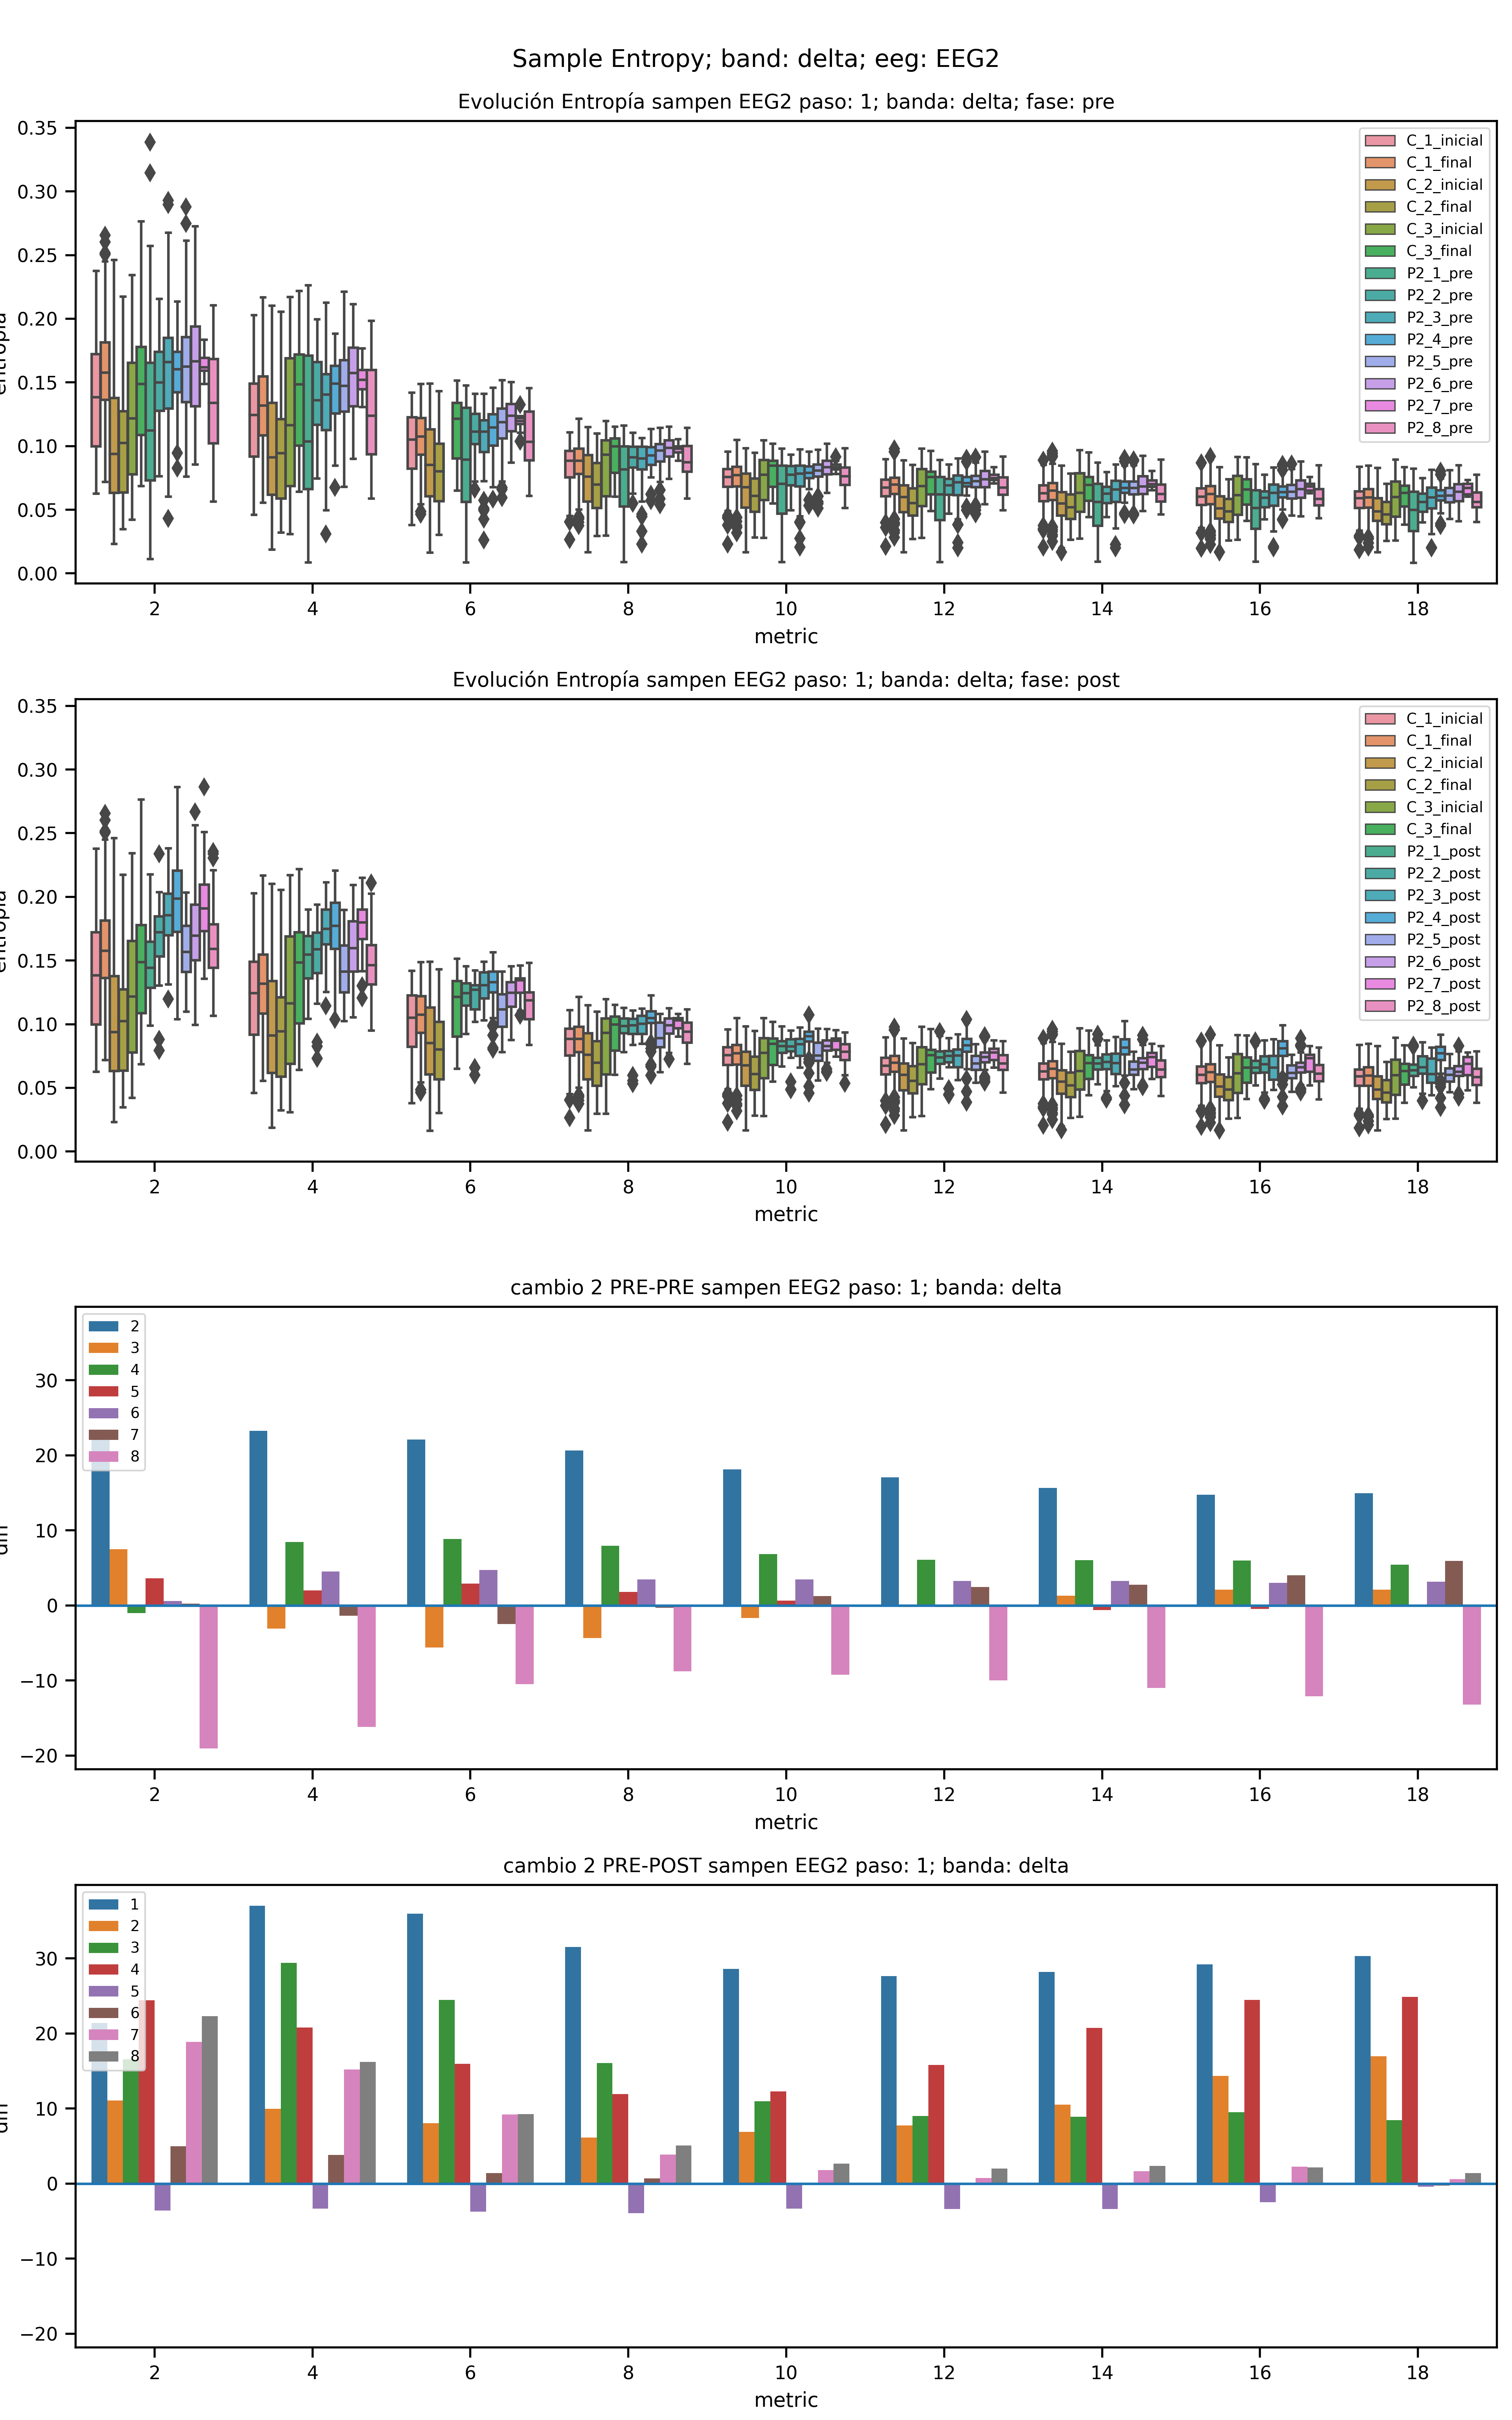 Sample Entropy; band: delta; eeg: EEG2
Evolución Entropía sampen EEG2 paso: 1; banda: delta; fase: pre
0.35
0.30
0.25
0.20
0.15
0.10
0.05
0.00
C_1_inicial
C_1_final
C_2_inicial
C_2_final
C_3_inicial
C_3_final
P2_1_pre
P2_2_pre
P2_3_pre
P2_4_pre
P2_5_pre
P2_6_pre
P2_7_pre
P2_8_pre
2 4 6 8 10 12 14 16 18
metric
Evolución Entropía sampen EEG2 paso: 1; banda: delta; fase: post
0.35
0.30
0.25
0.20
0.15
0.10
0.05
0.00
C_1_inicial
C_1_final
C_2_inicial
C_2_final
C_3_inicial
C_3_final
P2_1_post
P2_2_post
P2_3_post
P2_4_post
P2_5_post
P2_6_post
P2_7_post
P2_8_post
2 4 6 8 10 12 14 16 18
metric
cambio 2 PRE-PRE sampen EEG2 paso: 1; banda: delta
30
20
10
0
−10
−20
2
3
4
5
6
7
8
2 4 6 8 10 12 14 16 18
metric
cambio 2 PRE-POST sampen EEG2 paso: 1; banda: delta
30
20
10
0
−10
−20
1
2
3
4
5
6
7
8
2 4 6 8 10 12 14 16 18
metric